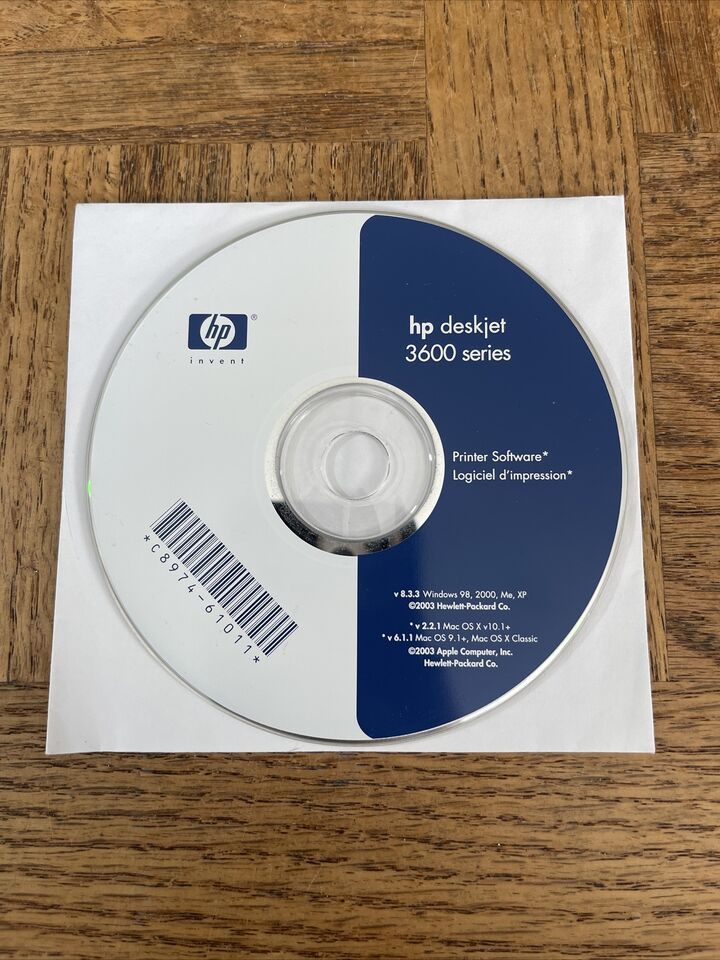 hp®
invent
hp deskjet
3600 series
Printer Software*
Logiciel d'impression*
*C8974-61011*
v 8.3.3 Windows 98, 2000, Me, XP
©2003 Hewlett-Packard Co.
* v 2.2.1 Mac OS X v10.1+
* v 6.1.1 Mac OS 9.1+, Mac OS X Classic
©2003 Apple Computer, Inc.
Hewlett-Packard Co.